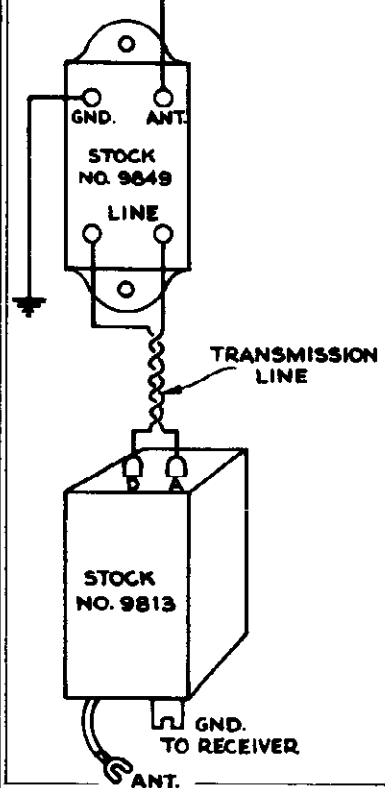 GND. ANT.
STOCK
NO. 9849
LINE
TRANSMISSION
LINE
D A
STOCK
NO. 9813
GND.
TO RECEIVER
ANT.